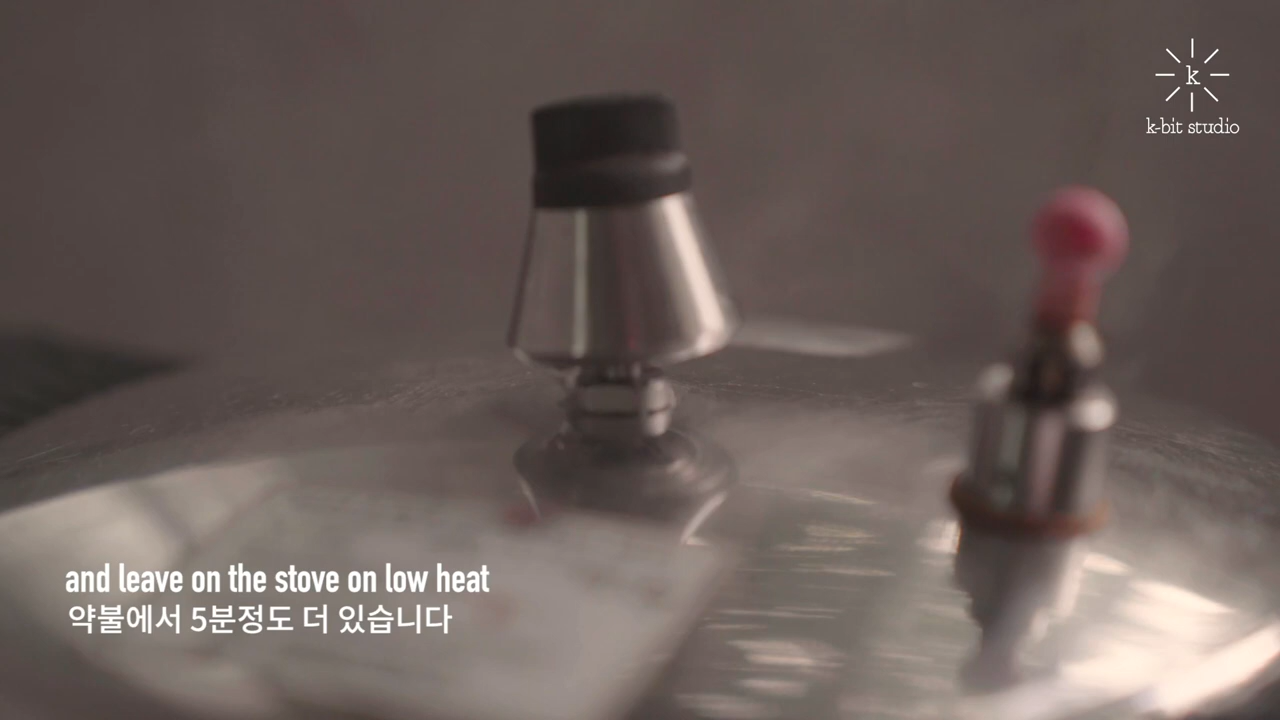 k
k-bit studio
and leave on the stove on low heat
약불에서 5분정도 더 있습니다